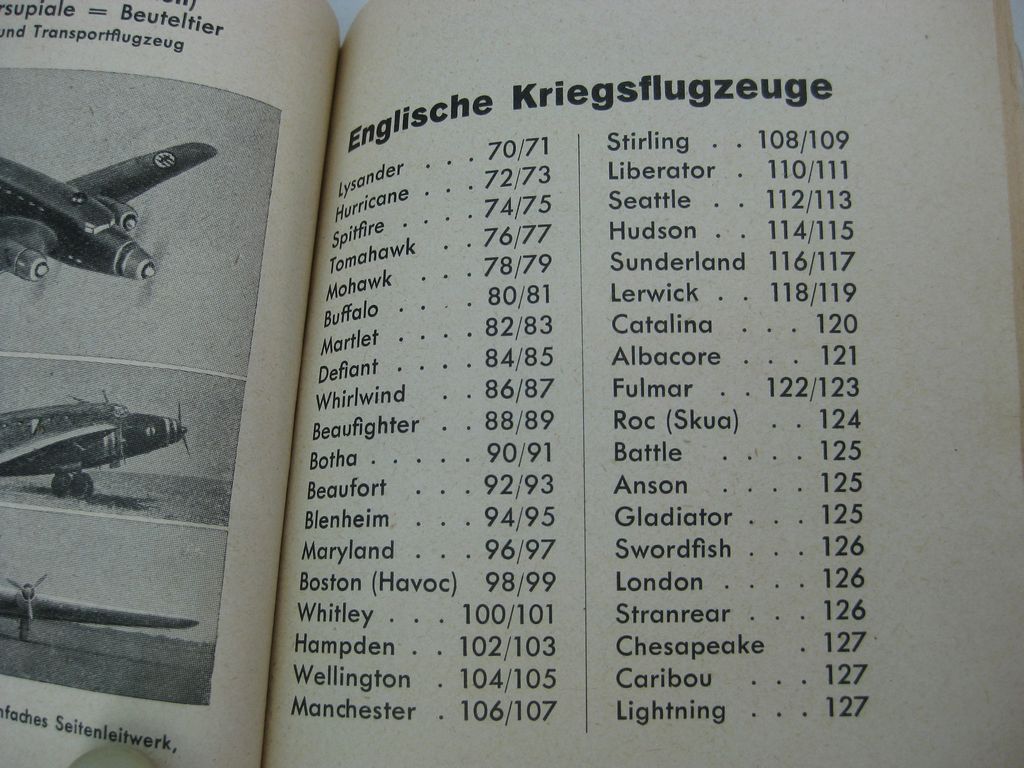 rsupiale = Beuteltier
und Transportflugzeug
nfaches Seitenleitwerk,
Englische Kriegsflugzeuge
Lysander . . . 70/71
Hurricane . . . 72/73
Spitfire . . . . 74/75
Tomahawk . . 76/77
Mohawk . . . 78/79
Buffalo . . . . 80/81
Martlet . . . . 82/83
Defiant . . . . 84/85
Whirlwind . . 86/87
Beaufighter . . 88/89
Botha . . . . . 90/91
Beaufort . . . 92/93
Blenheim . . . 94/95
Maryland . . . 96/97
Boston (Havoc) 98/99
Whitley . . . 100/101
Hampden . . 102/103
Wellington . 104/105
Manchester . 106/107
Stirling . . 108/109
Liberator . 110/111
Seattle . . 112/113
Hudson . . 114/115
Sunderland 116/117
Lerwick . . 118/119
Catalina . . . 120
Albacore . . . 121
Fulmar . . 122/123
Roc (Skua) . . 124
Battle . . . . 125
Anson . . . . 125
Gladiator . . . 125
Swordfish . . . 126
London . . . . 126
Stranrear . . . 126
Chesapeake . 127
Caribou . . . 127
Lightning . . . 127